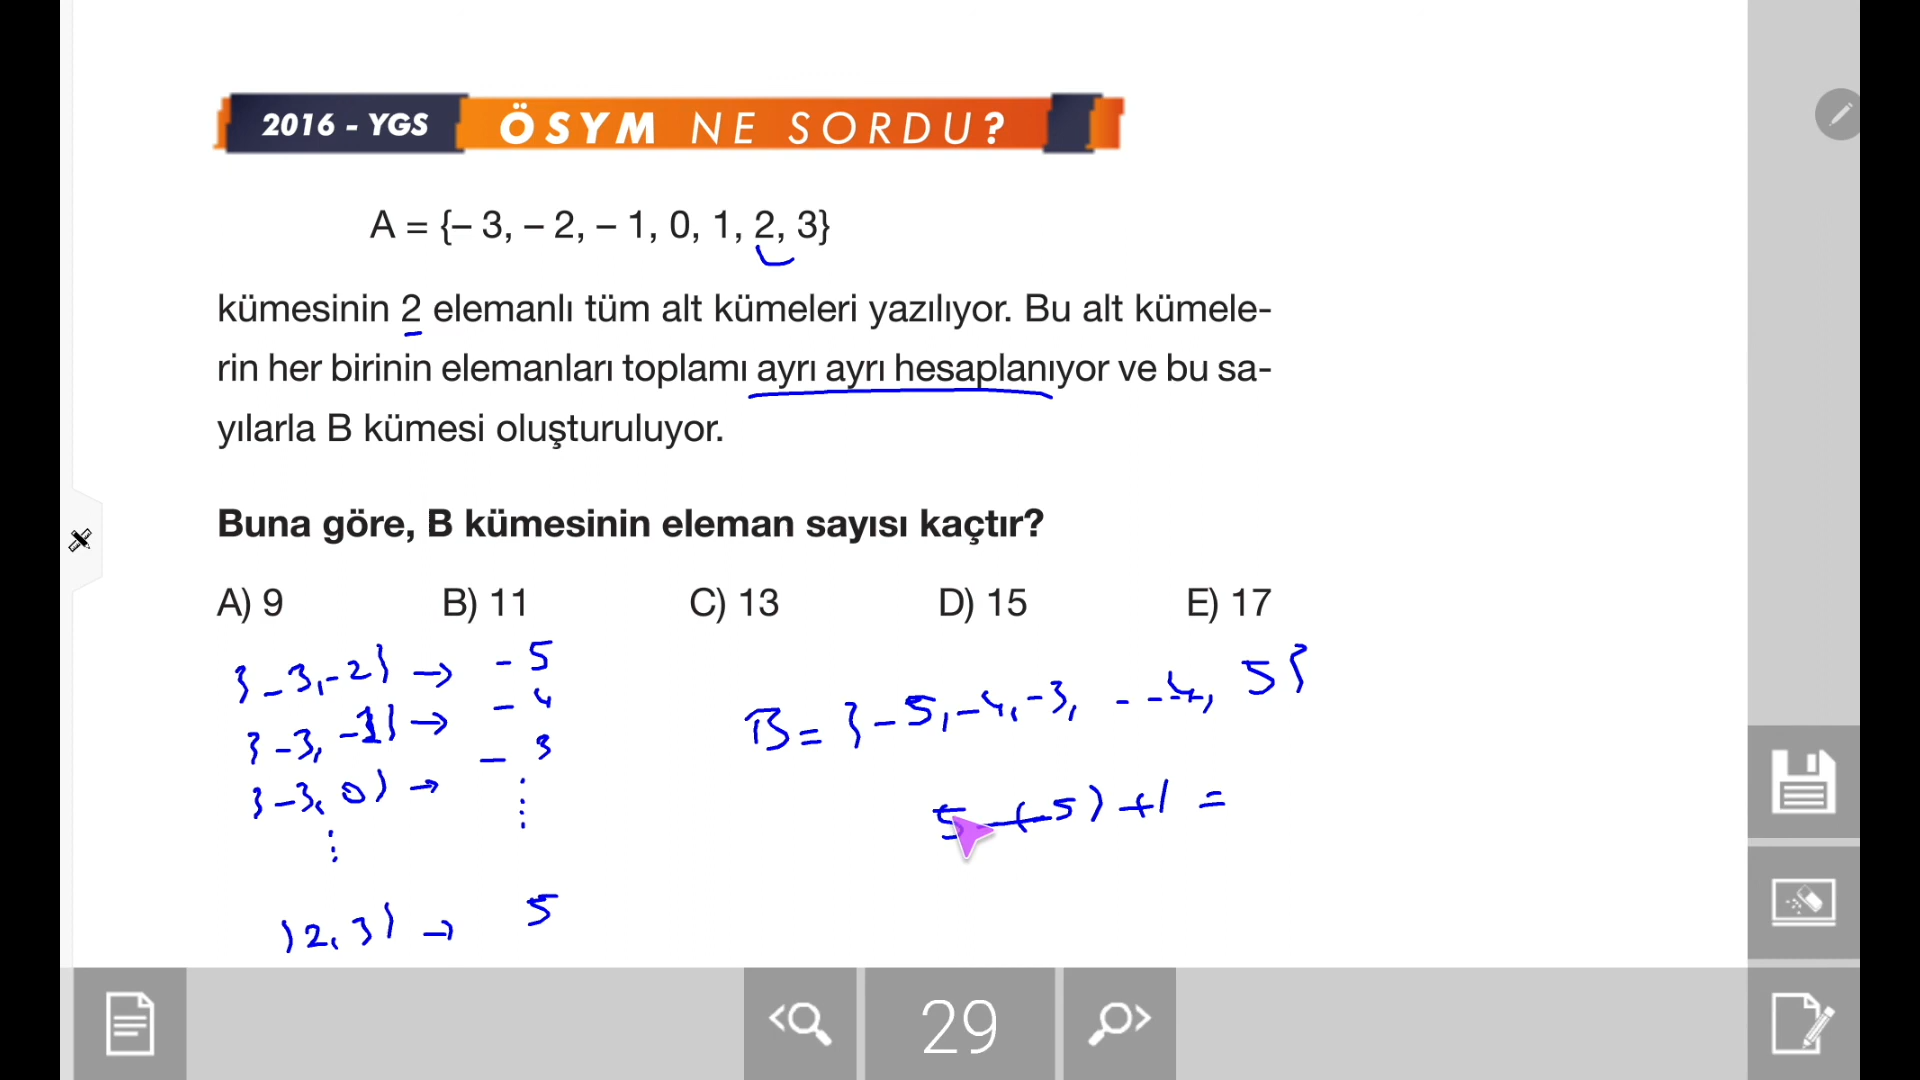 2016 - YGS ÖSYM NE SORDU?
A = {– 3, – 2, – 1, 0, 1, 2, 3}
kümesinin 2 elemanlı tüm alt kümeleri yazılıyor. Bu alt kümele-
rin her birinin elemanları toplamı ayrı ayrı hesaplanıyor ve bu sa-
yılarla B kümesi oluşturuluyor.
Buna göre, B kümesinin eleman sayısı kaçtır?
A) 9 B) 11 C) 13 D) 15 E) 17
{-3,-2} → -5
{-3,-1} → -4
{-3,0} → -3
{2,3} → 5
B = {-5,-4,-3, ---4, 5}
5-(-5)+1 =
29